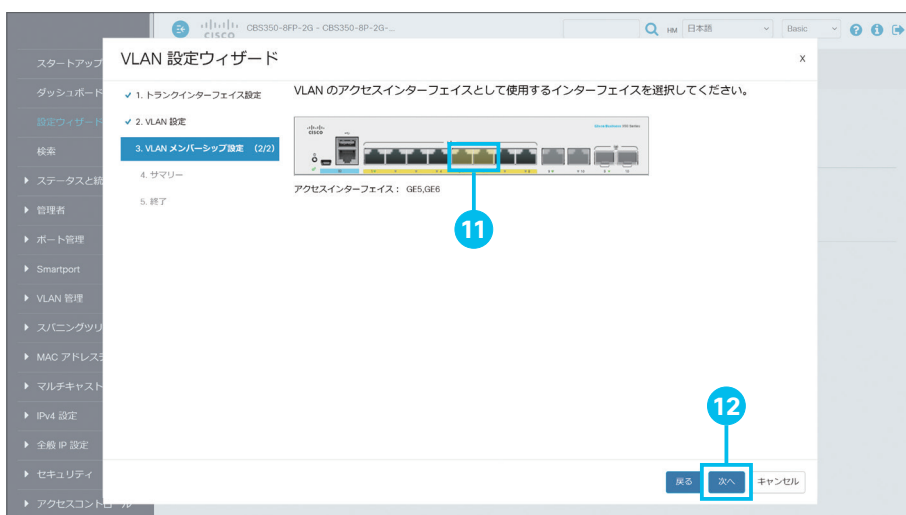 CISCO
CBS350-8FP-2G - CBS350-8P-2G-...
HM
日本語
Basic
VLAN 設定ウィザード
X
スタートアップ
ダッシュボード
設定ウィザード
検索
ステータスと統
管理者
ポート管理
Smartport
VLAN 管理
スパニングツリ
MAC アドレステ
マルチキャスト
IPv4 設定
全般 IP 設定
セキュリティ
アクセスコントロール
✔ 1. トランクインターフェイス設定
✔ 2. VLAN 設定
3. VLAN メンバーシップ設定 (2/2)
4. サマリー
5. 終了
VLAN のアクセスインターフェイスとして使用するインターフェイスを選択してください。
CISCO
アクセスインターフェイス： GE5,GE6
11
12
戻る
次へ
キャンセル